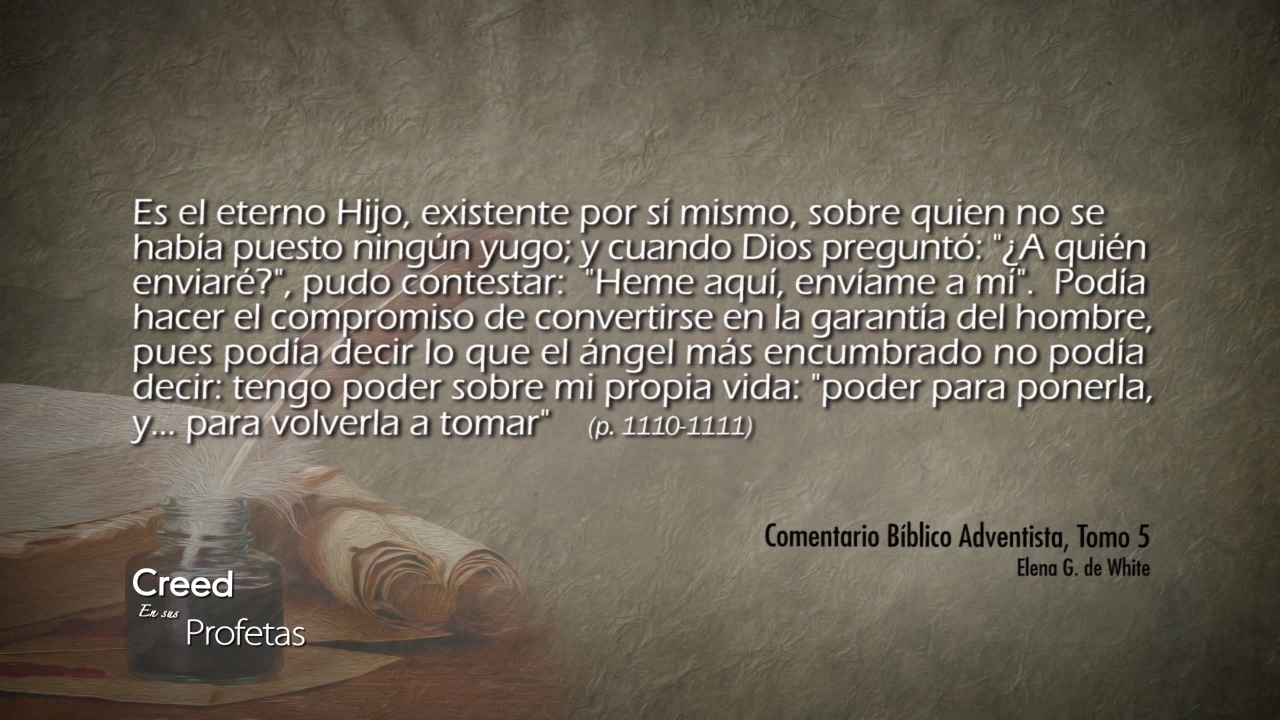 Es el eterno Hijo, existente por sí mismo, sobre quien no se
había puesto ningún yugo; y cuando Dios preguntó: "¿A quién
enviaré?", pudo contestar:  "Heme aquí, envíame a mí".  Podía
hacer el compromiso de convertirse en la garantía del hombre,
pues podía decir lo que el ángel más encumbrado no podía
decir: tengo poder sobre mi propia vida: "poder para ponerla,
y... para volverla a tomar"    (p. 1110-1111)
Comentario Bíblico Adventista, Tomo 5
Elena G. de White
Creed
En sus
Profetas